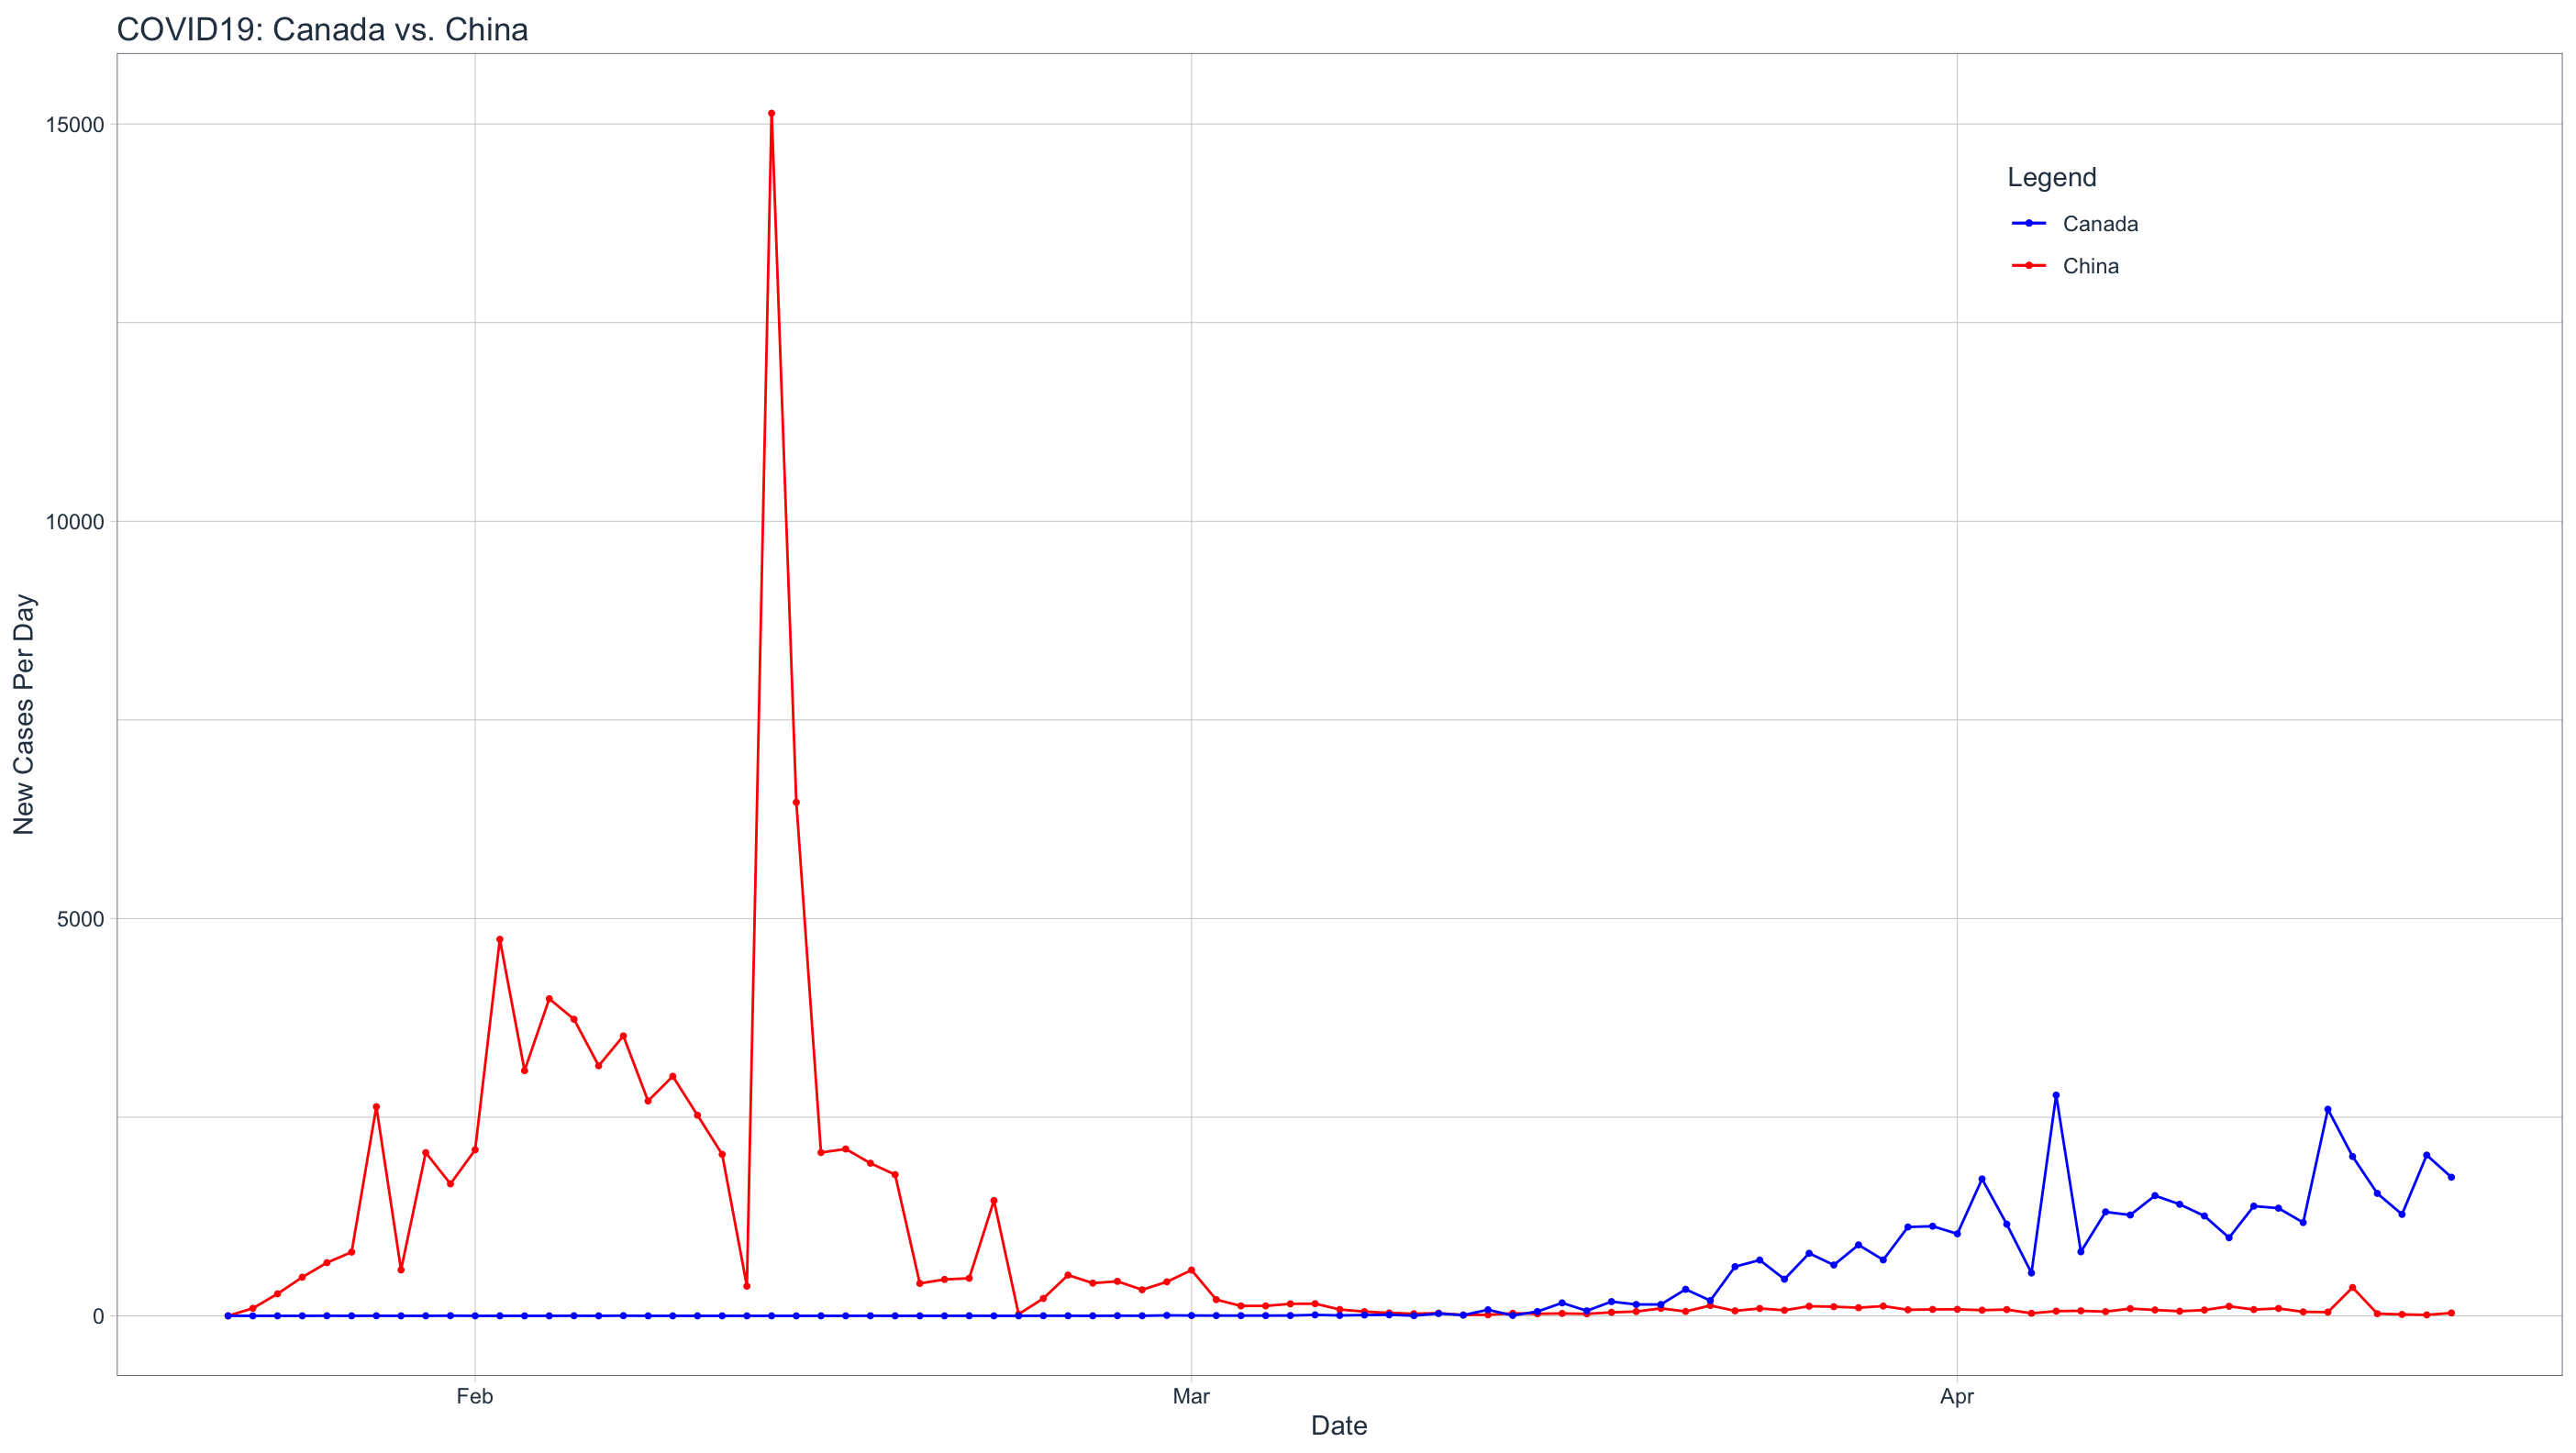 COVID19: Canada vs. China
15000
10000
5000
0
New Cases Per Day
Legend
Canada
China
Feb
Mar
Apr
Date